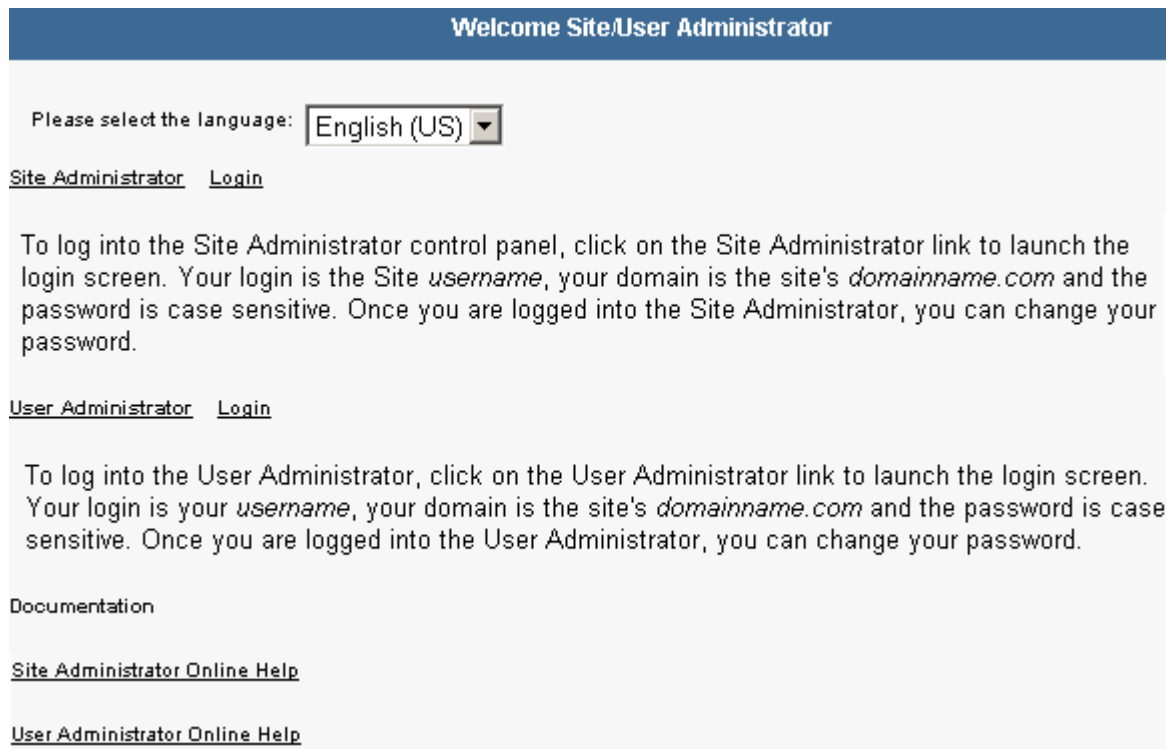 Welcome Site/User Administrator
Please select the language: English (US)
Site Administrator Login
To log into the Site Administrator control panel, click on the Site Administrator link to launch the
login screen. Your login is the Site username, your domain is the site's domainname.com and the
password is case sensitive. Once you are logged into the Site Administrator, you can change your
password.
User Administrator Login
To log into the User Administrator, click on the User Administrator link to launch the login screen.
Your login is your username, your domain is the site's domainname.com and the password is case
sensitive. Once you are logged into the User Administrator, you can change your password.
Documentation
Site Administrator Online Help
User Administrator Online Help